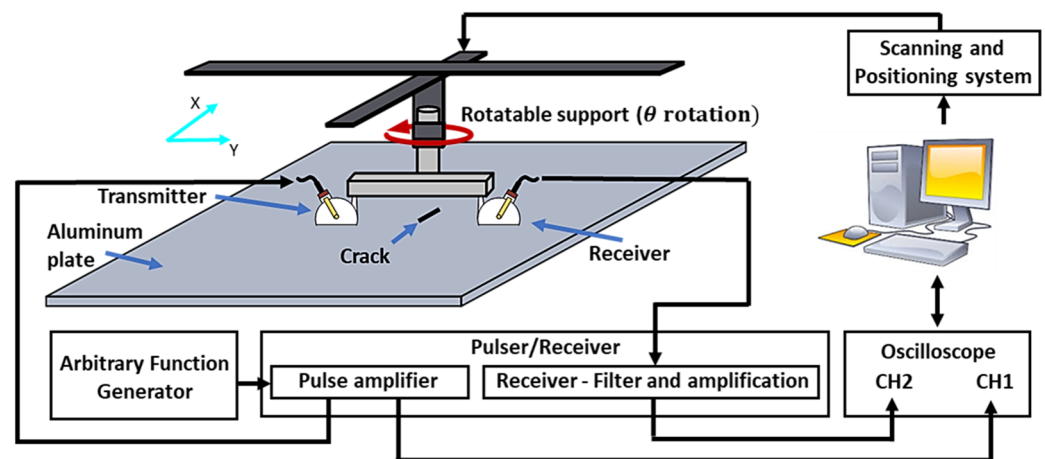 Scanning and
Positioning system
X
Y
Rotatable support (θ rotation)
Transmitter
Aluminum
plate
Crack
Receiver
Arbitrary Function
Generator
Pulser/Receiver
Pulse amplifier
Receiver - Filter and amplification
Oscilloscope
CH2 CH1